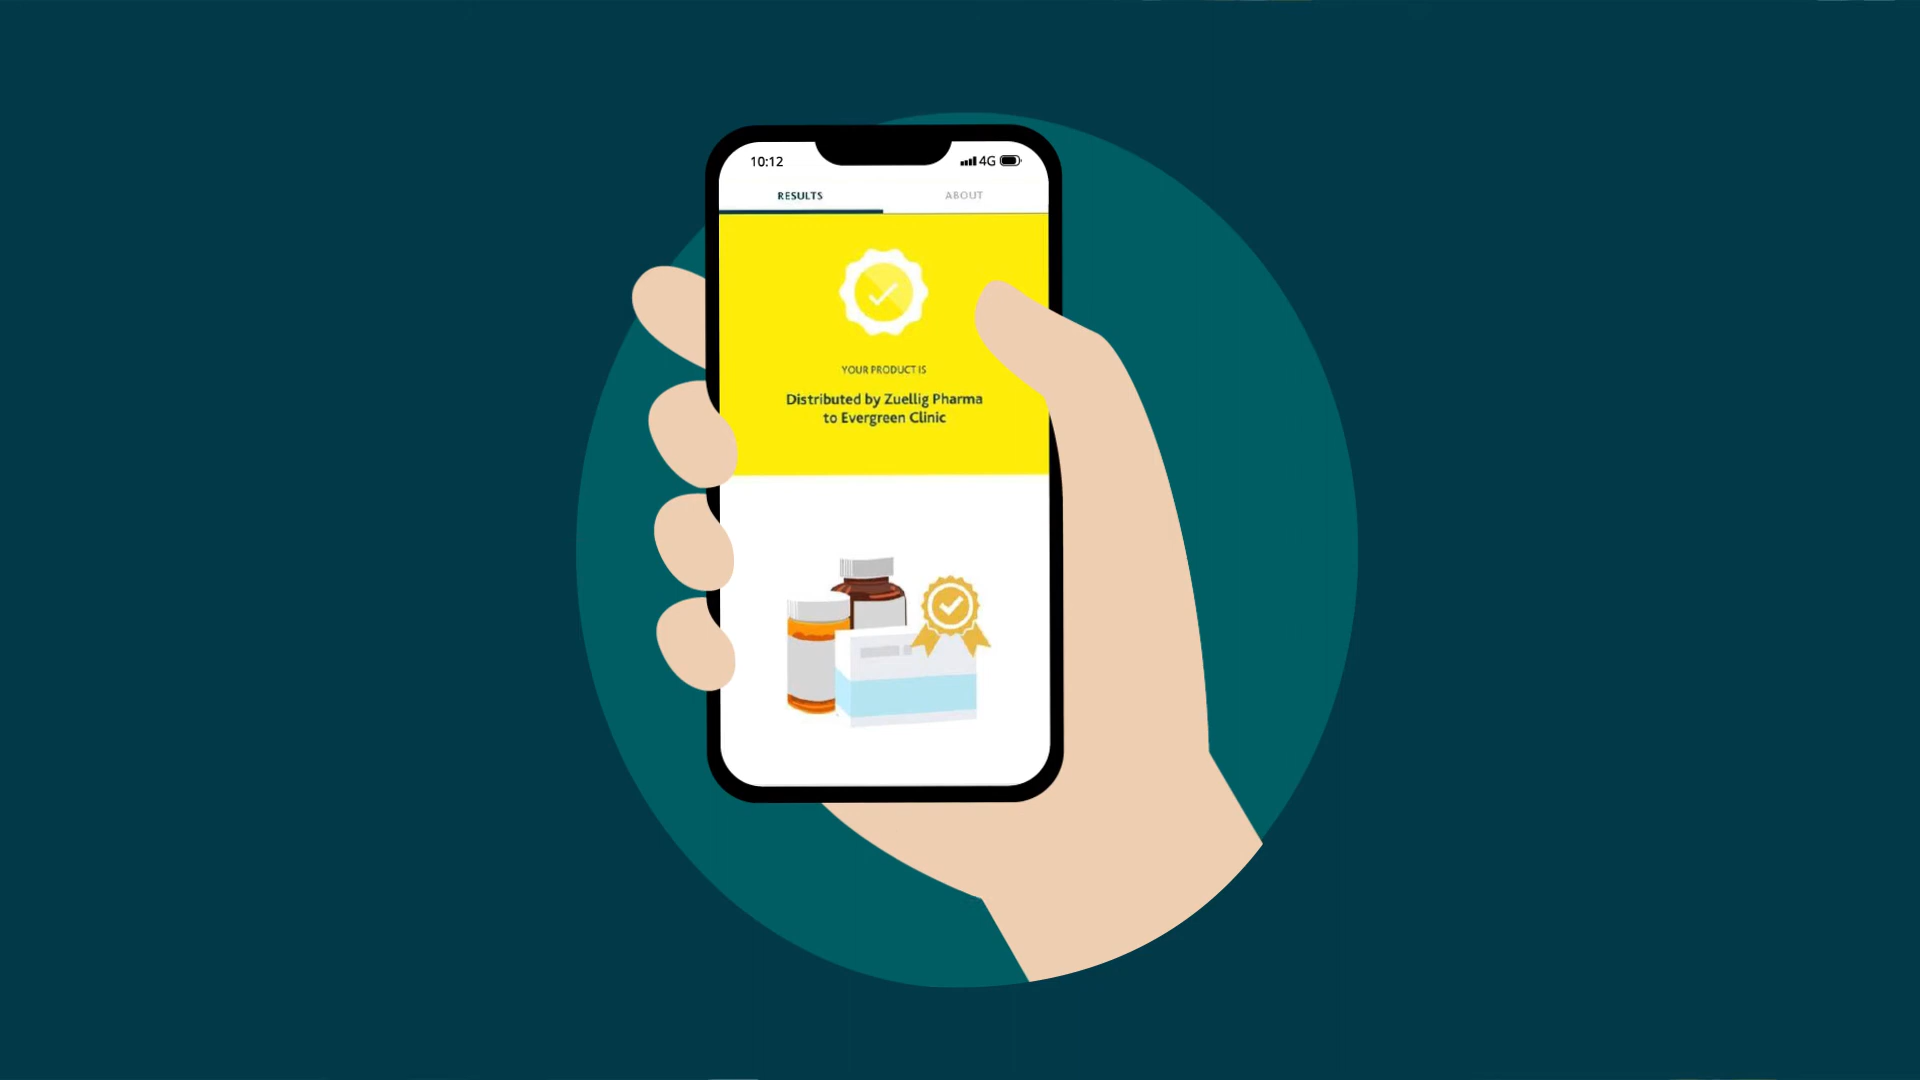 10:12
4G
RESULTS
ABOUT
YOUR PRODUCT IS
Distributed by Zuellig Pharma
to Evergreen Clinic